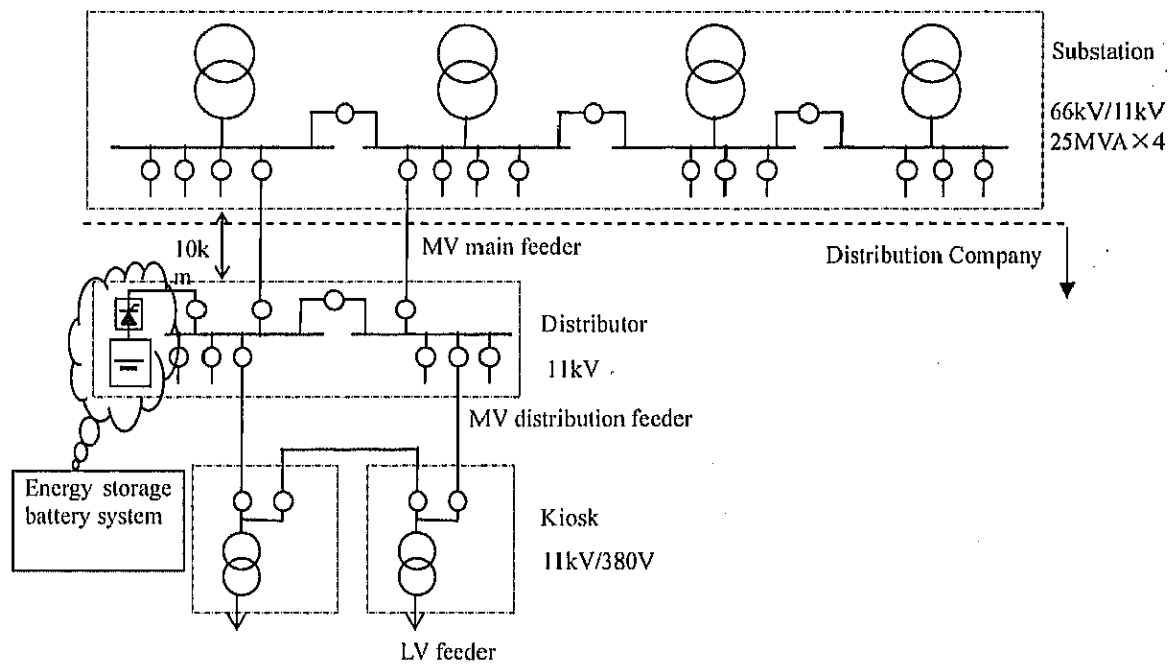 Substation
66kV/11kV
25MVA×4
10k
m
MV main feeder
Distribution Company
Distributor
11kV
MV distribution feeder
Energy storage
battery system
Kiosk
11kV/380V
LV feeder